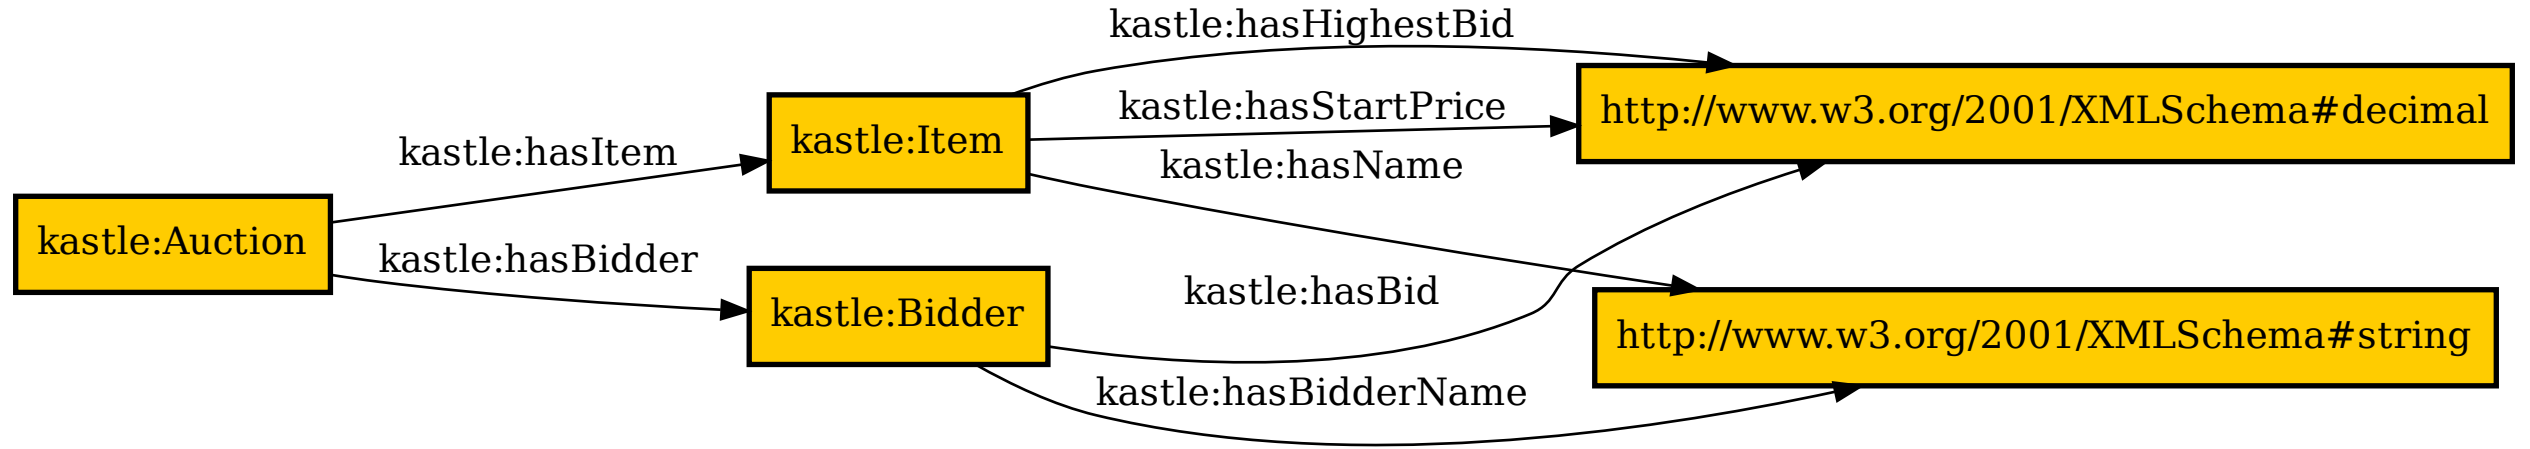 kastle:hasHighestBid
kastle:hasStartPrice
http://www.w3.org/2001/XMLSchema#decimal
kastle:Item
kastle:hasItem
kastle:hasName
kastle:Auction
kastle:hasBidder
kastle:hasBid
kastle:Bidder
http://www.w3.org/2001/XMLSchema#string
kastle:hasBidderName